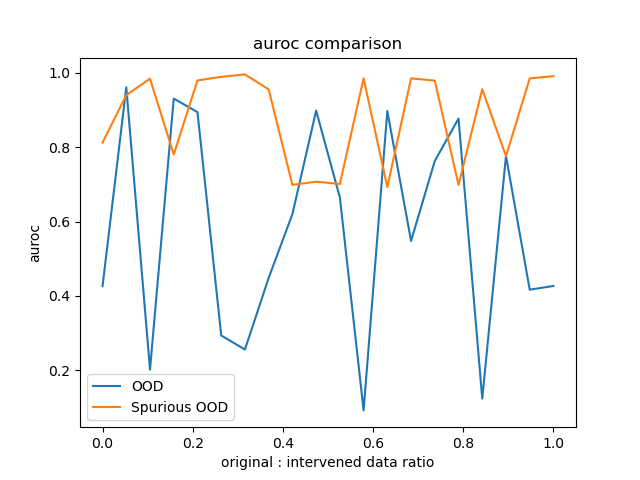 auroc comparison
1.0
0.8
0.6
0.4
0.2
auroc
OOD
Spurious OOD
0.0 0.2 0.4 0.6 0.8 1.0
original : intervened data ratio